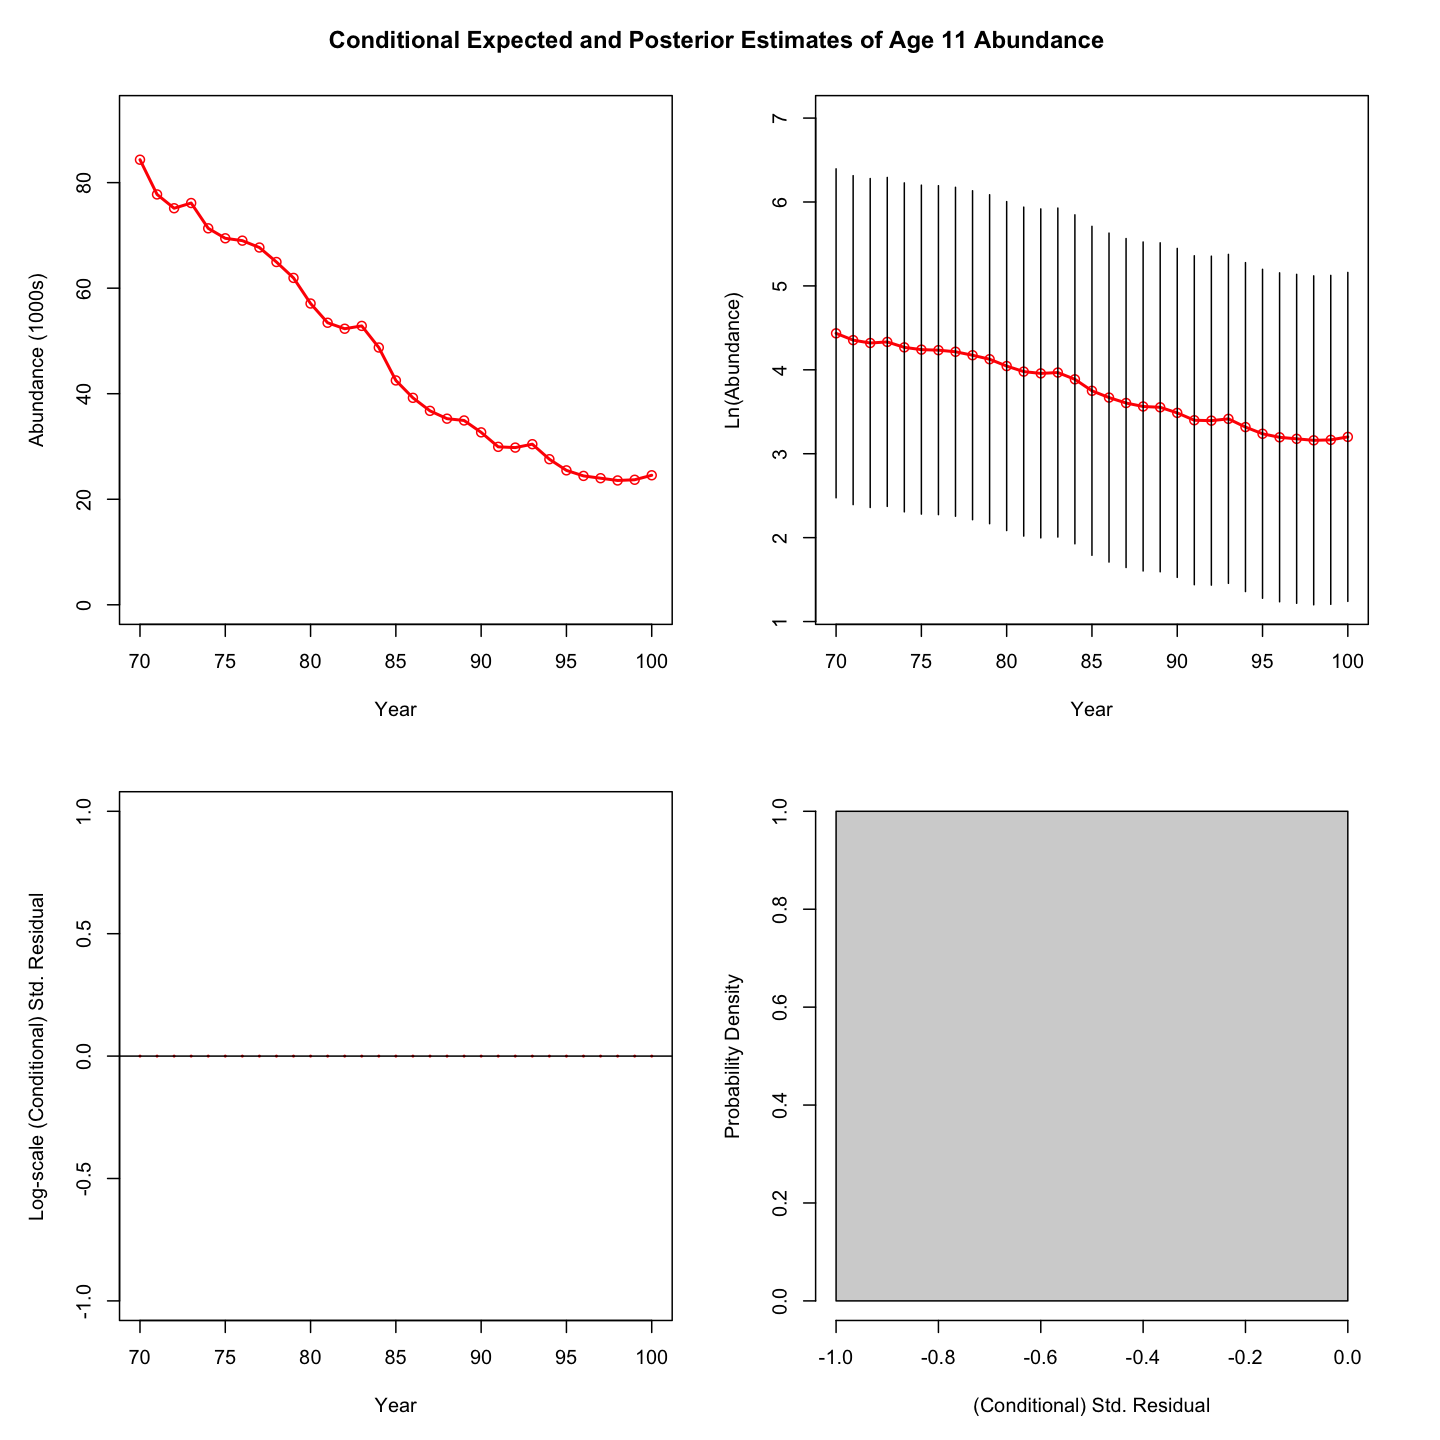 Conditional Expected and Posterior Estimates of Age 11 Abundance
Abundance (1000s)
80
60
40
20
0
70 75 80 85 90 95 100
Year
Ln(Abundance)
7
6
5
4
3
2
1
70 75 80 85 90 95 100
Year
Log-scale (Conditional) Std. Residual
1.0
0.5
0.0
-0.5
-1.0
70 75 80 85 90 95 100
Year
Probability Density
1.0
0.8
0.6
0.4
0.2
0.0
-1.0 -0.8 -0.6 -0.4 -0.2 0.0
(Conditional) Std. Residual